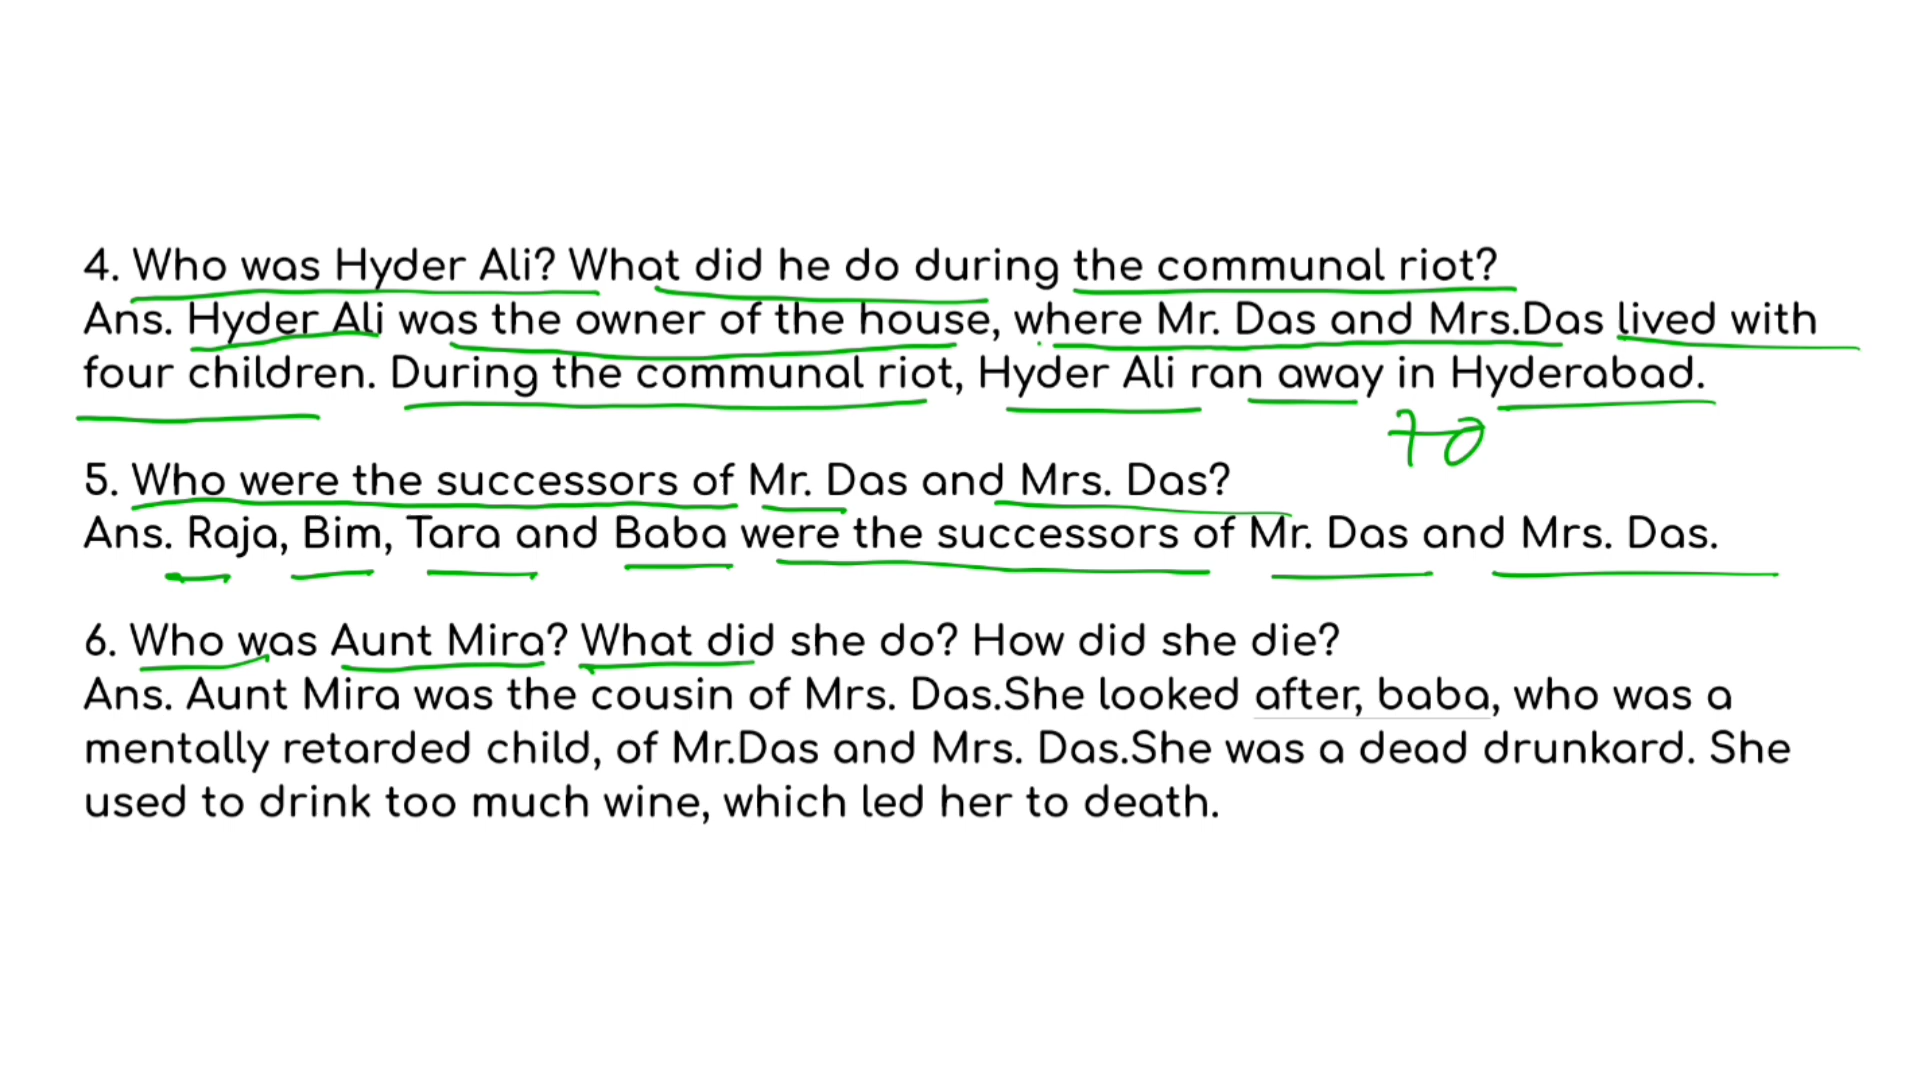 4. Who was Hyder Ali? What did he do during the communal riot?
Ans. Hyder Ali was the owner of the house, where Mr. Das and Mrs.Das lived with
four children. During the communal riot, Hyder Ali ran away in Hyderabad.
to
5. Who were the successors of Mr. Das and Mrs. Das?
Ans. Raja, Bim, Tara and Baba were the successors of Mr. Das and Mrs. Das.
6. Who was Aunt Mira? What did she do? How did she die?
Ans. Aunt Mira was the cousin of Mrs. Das.She looked after, baba, who was a
mentally retarded child, of Mr.Das and Mrs. Das.She was a dead drunkard. She
used to drink too much wine, which led her to death.